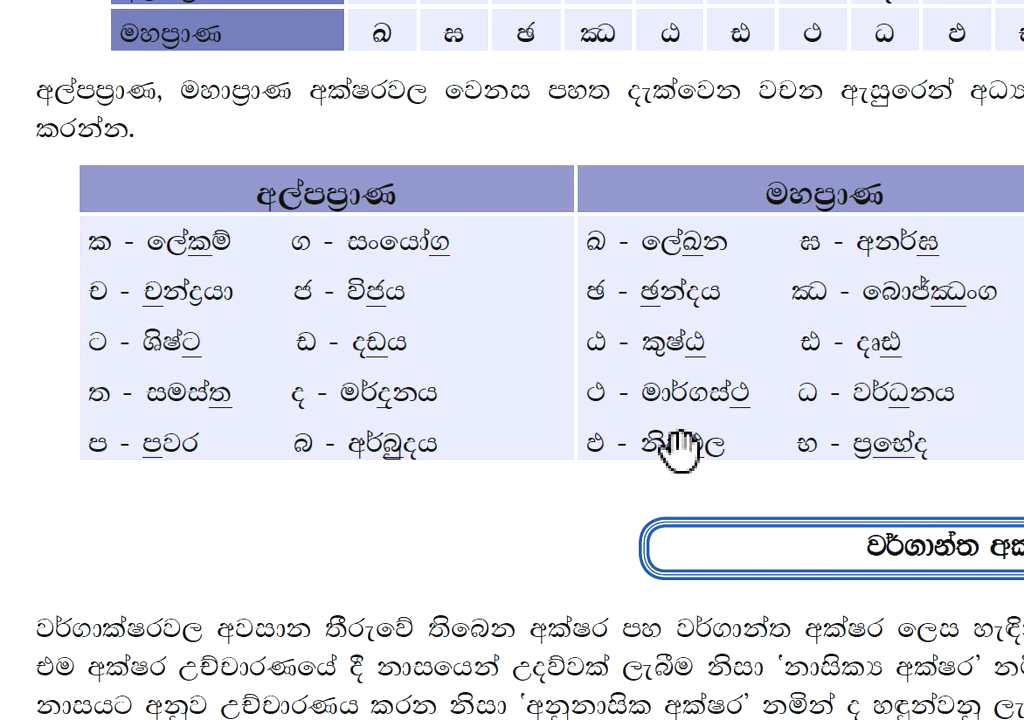 මහප්‍රාණ ඛ ඝ ඡ ඣ ඨ ඪ ථ ධ ඵ
අල්පප්‍රාණ, මහාප්‍රාණ අක්ෂරවල වෙනස පහත දැක්වෙන වචන ඇසුරෙන්
කරන්න.
අල්පප්‍රාණ මහප්‍රාණ
ක - ලේකම් ග - සංයෝග ඛ - ලේඛන ඝ - අනර්ඝ
ච - චන්ද්‍රයා ජ - විජය ඡ - ඡන්දය ඣ - බොජ්ඣංග
ට - ශිෂ්ට ඩ - දඩය ඨ - කුෂ්ඨ ඪ - දෘඪ
ත - සමස්ත ද - මර්දනය ථ - මාර්ගස්ථ ධ - වර්ධනය
ප - පවර බ - අර්බුදය ඵ - භ - ප්‍රභේද
වර්ගාන්ත
වර්ගාක්ෂරවල අවසාන තීරුවේ තිබෙන අක්ෂර පහ වර්ගාන්ත අක්ෂර ලෙස
එම අක්ෂර උච්චාරණයේ දී නාසයෙන් උදව්වක් ලැබීම නිසා ‘නාසික්‍ය අක්ෂර’
නාසයට අනුව උච්චාරණය කරන නිසා ‘අනුනාසික අක්ෂර’ නමින් ද හඳුන්වනු